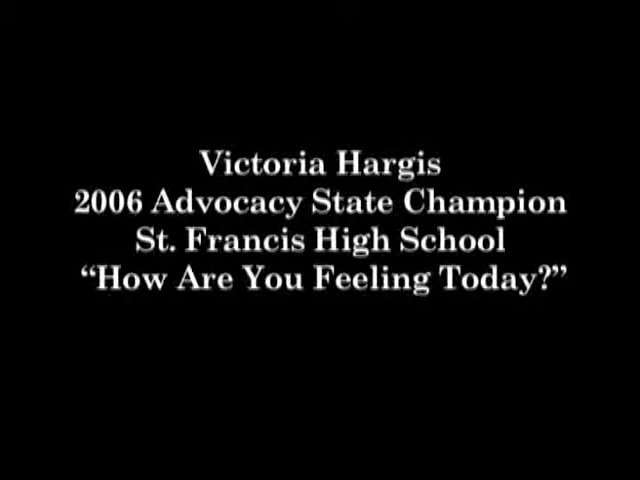 Victoria Hargis
2006 Advocacy State Champion
St. Francis High School
“How Are You Feeling Today?”